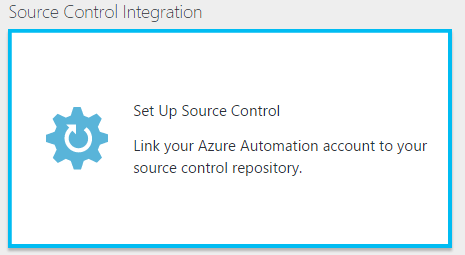 Source Control Integration
Set Up Source Control
Link your Azure Automation account to your
source control repository.